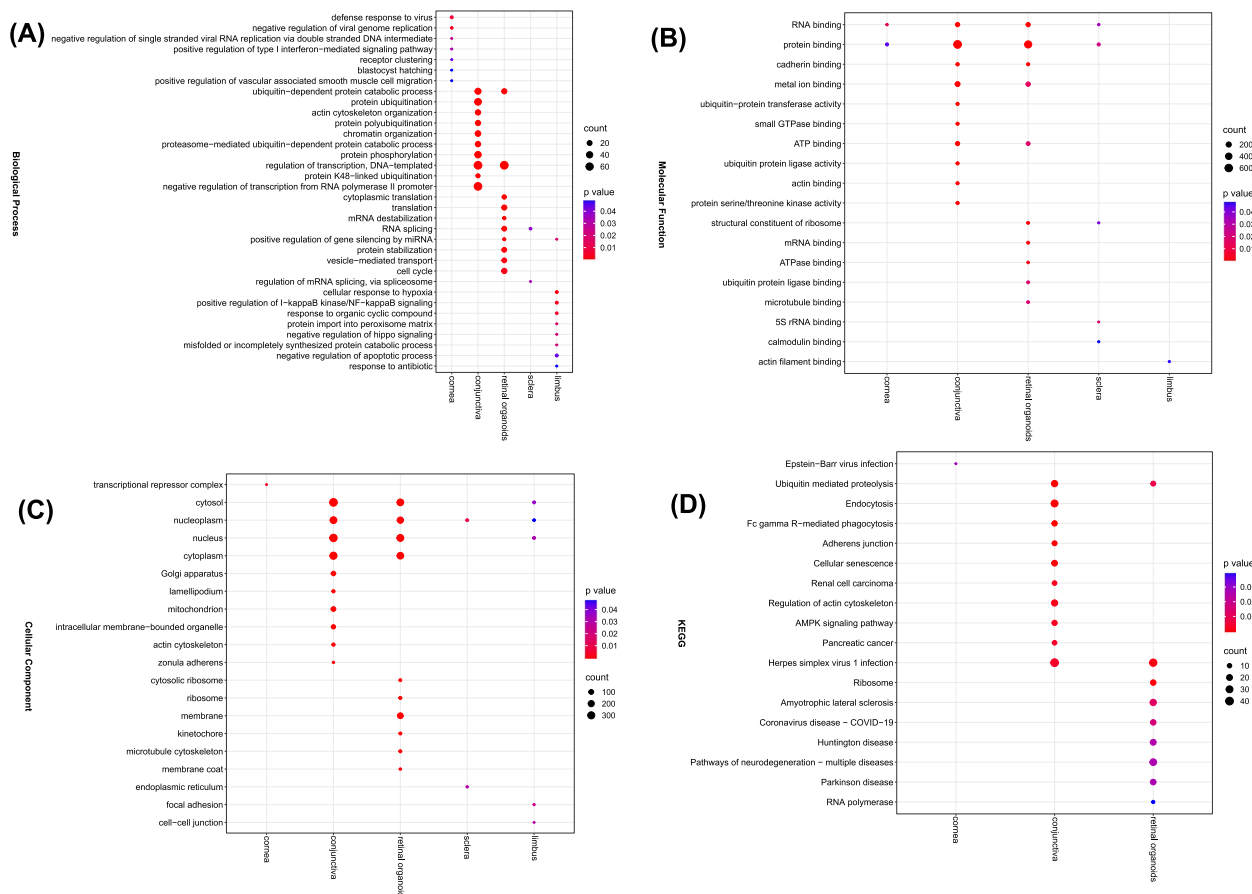 (A)
Biological Process
defense response to virus
negative regulation of viral genome replication
negative regulation of single stranded viral RNA replication via double stranded DNA intermediate
positive regulation of type I interferon−mediated signaling pathway
receptor clustering
blastocyst hatching
positive regulation of vascular associated smooth muscle cell migration
ubiquitin−dependent protein catabolic process
protein ubiquitination
actin cytoskeleton organization
protein polyubiquitination
chromatin organization
proteasome−mediated ubiquitin−dependent protein catabolic process
protein phosphorylation
regulation of transcription, DNA−templated
protein K48−linked ubiquitination
negative regulation of transcription from RNA polymerase II promoter
cytoplasmic translation
translation
mRNA destabilization
RNA splicing
positive regulation of gene silencing by miRNA
protein stabilization
vesicle−mediated transport
cell cycle
regulation of mRNA splicing, via spliceosome
cellular response to hypoxia
positive regulation of I−kappaB kinase/NF−kappaB signaling
response to organic cyclic compound
protein import into peroxisome matrix
negative regulation of hippo signaling
misfolded or incompletely synthesized protein catabolic process
negative regulation of apoptotic process
response to antibiotic
cornea
conjunctiva
retinal organoids
sclera
limbus
count
20
40
60
p value
0.04
0.03
0.02
0.01
(B)
Molecular Function
RNA binding
protein binding
cadherin binding
metal ion binding
ubiquitin−protein transferase activity
small GTPase binding
ATP binding
ubiquitin protein ligase activity
actin binding
protein serine/threonine kinase activity
structural constituent of ribosome
mRNA binding
ATPase binding
ubiquitin protein ligase binding
microtubule binding
5S rRNA binding
calmodulin binding
actin filament binding
cornea
conjunctiva
retinal organoids
sclera
limbus
count
200
400
600
p value
0.04
0.03
0.02
0.01
(C)
Cellular Component
transcriptional repressor complex
cytosol
nucleoplasm
nucleus
cytoplasm
Golgi apparatus
lamellipodium
mitochondrion
intracellular membrane−bounded organelle
actin cytoskeleton
zonula adherens
cytosolic ribosome
ribosome
membrane
kinetochore
microtubule cytoskeleton
membrane coat
endoplasmic reticulum
focal adhesion
cell−cell junction
cornea
conjunctiva
retinal organoids
sclera
limbus
p value
0.04
0.03
0.02
0.01
count
100
200
300
(D)
KEGG
Epstein−Barr virus infection
Ubiquitin mediated proteolysis
Endocytosis
Fc gamma R−mediated phagocytosis
Adherens junction
Cellular senescence
Renal cell carcinoma
Regulation of actin cytoskeleton
AMPK signaling pathway
Pancreatic cancer
Herpes simplex virus 1 infection
Ribosome
Amyotrophic lateral sclerosis
Coronavirus disease − COVID−19
Huntington disease
Pathways of neurodegeneration − multiple diseases
Parkinson disease
RNA polymerase
cornea
conjunctiva
retinal organoids
p value
count
10
20
30
40